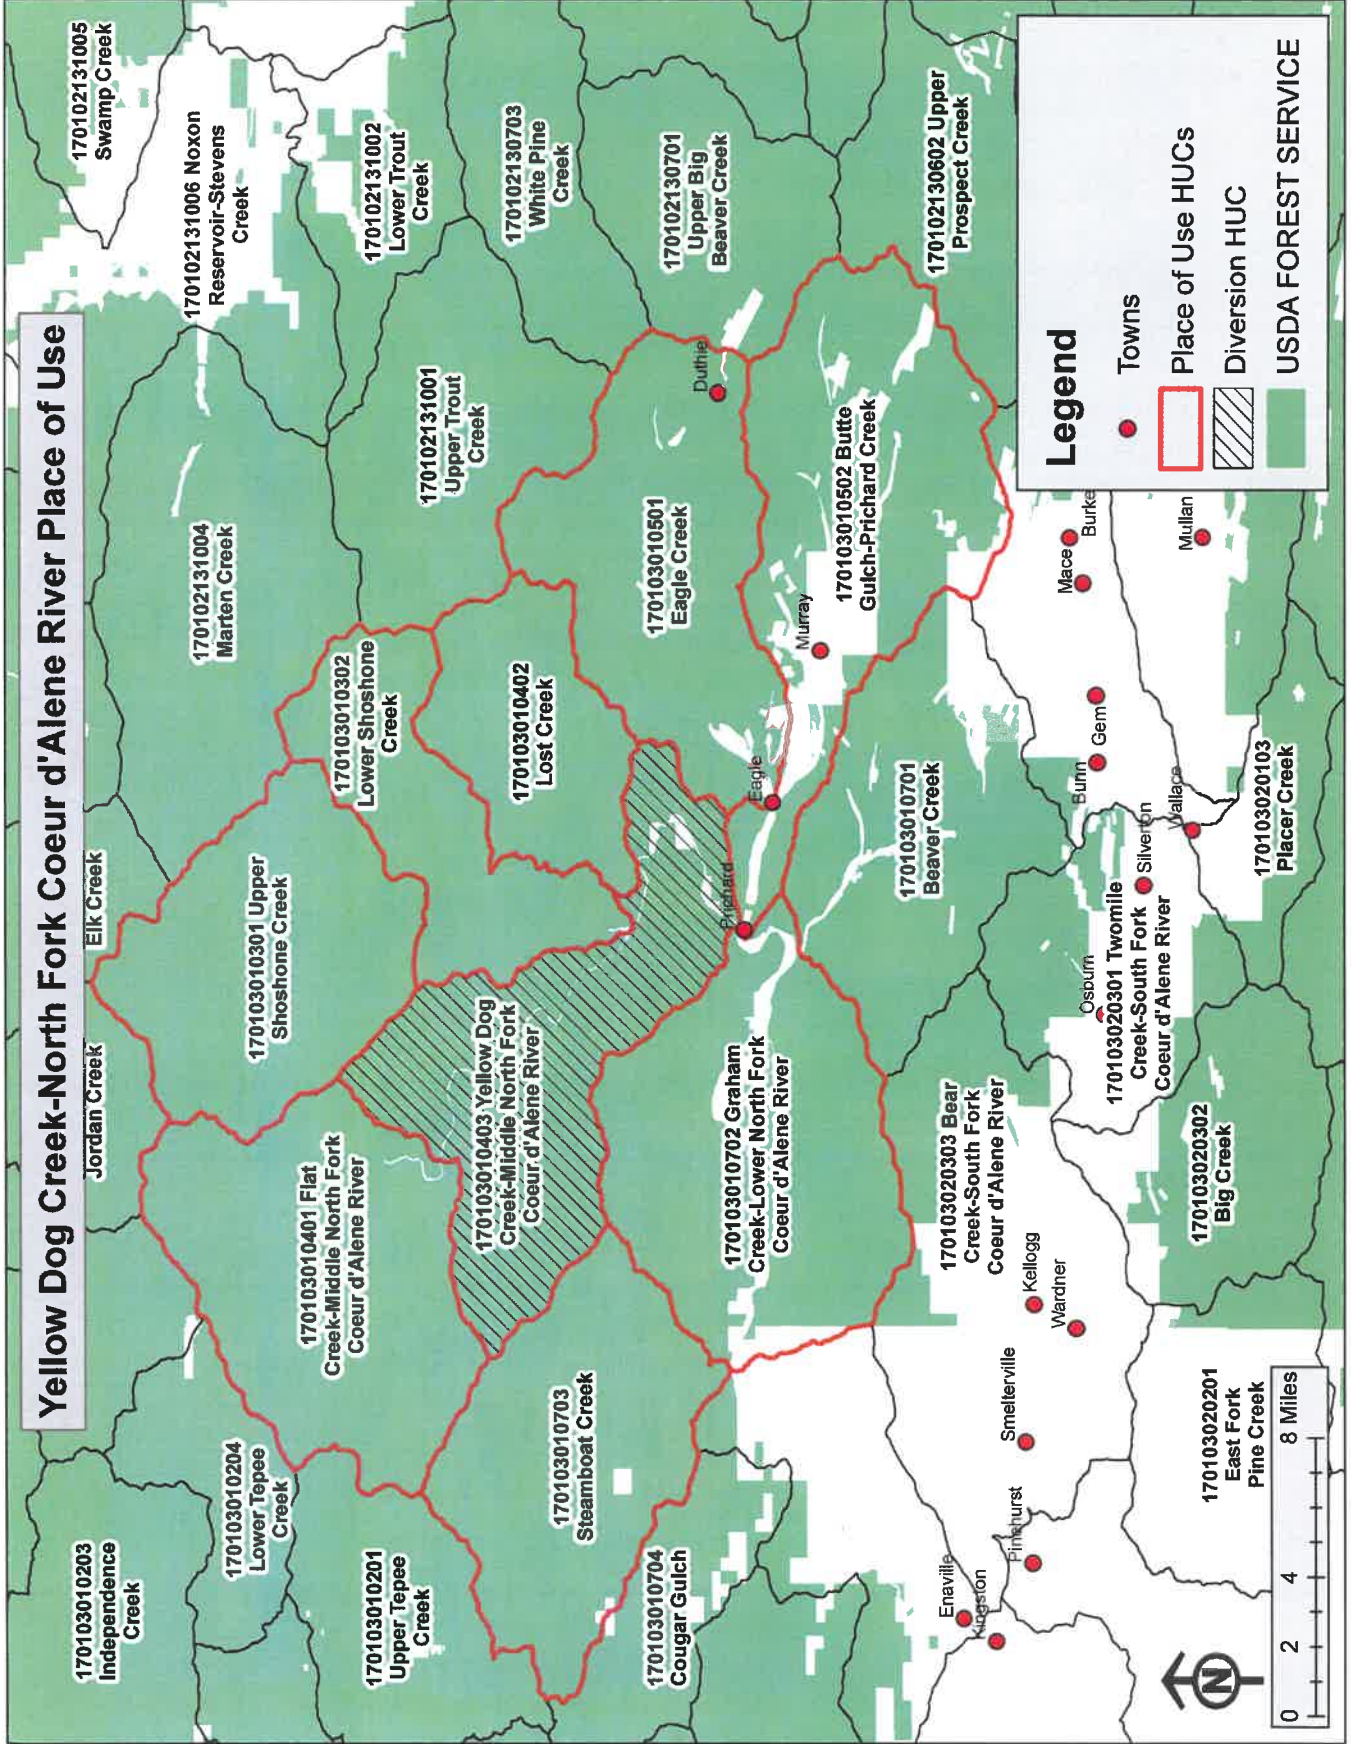 Yellow Dog Creek-North Fork Coeur d'Alene River Place of Use
170103010203
Independence
Creek
Jordan Creek
Elk Creek
170102131005
Swamp Creek
170103010204
Lower Tepee
Creek
170103010301 Upper
Shoshone Creek
170102131004
Marten Creek
170102131006 Noxon
Reservoir-Stevens
Creek
170103010401 Flat
Creek-Middle North Fork
Coeur d'Alene River
170103010302
Lower Shoshone
Creek
170102131002
Lower Trout
Creek
170103010201
Upper Tepee
Creek
170102131001
Upper Trout
Creek
170103010403 Yellow Dog
Creek-Middle North Fork
Coeur d'Alene River
170103010402
Lost Creek
170102130703
White Pine
Creek
170103010703
Steamboat Creek
170103010501
Eagle Creek
170102130701
Upper Big
Beaver Creek
170103010704
Cougar Gulch
Duthie
Prichard
Eagle
170103010702 Graham
Creek-Lower North Fork
Coeur d'Alene River
Murray
170103010502 Butte
Gulch-Prichard Creek
170102130602 Upper
Prospect Creek
170103010701
Beaver Creek
170103020303 Bear
Creek-South Fork
Coeur d'Alene River
Enaville
Kingston
Pinehurst
Smelterville
Kellogg
Wardner
Osburn
170103020301 Twomile
Creek-South Fork
Coeur d'Alene River
Silverton
Wallace
Bunn
Gem
Mace
Burke
Mullan
170103020302
Big Creek
170103020201
East Fork
Pine Creek
170103020103
Placer Creek
Legend
Towns
Place of Use HUCs
Diversion HUC
USDA FOREST SERVICE
N
0 2 4 8 Miles